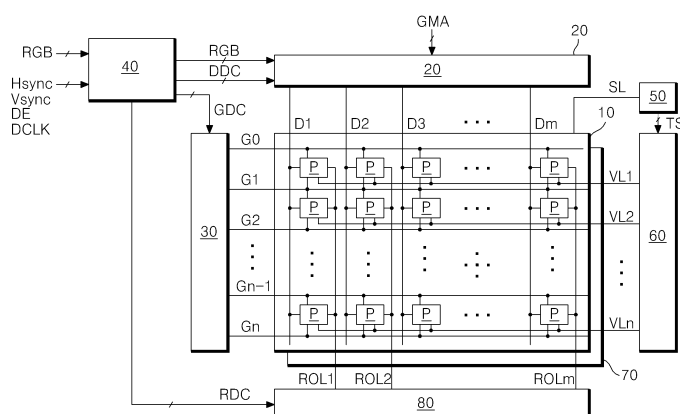 GMA
RGB
40
RGB
20
20
Hsync
DDC
SL
50
Vsync
DE
DCLK
GDC
D1 D2 D3 ... Dm
10
TS
G0
P P P ... P
G1
VL1
P P P ... P
G2
VL2
30
60
Gn-1
P P P ... P
Gn
VLn
70
ROL1 ROL2 ROLm
RDC
80